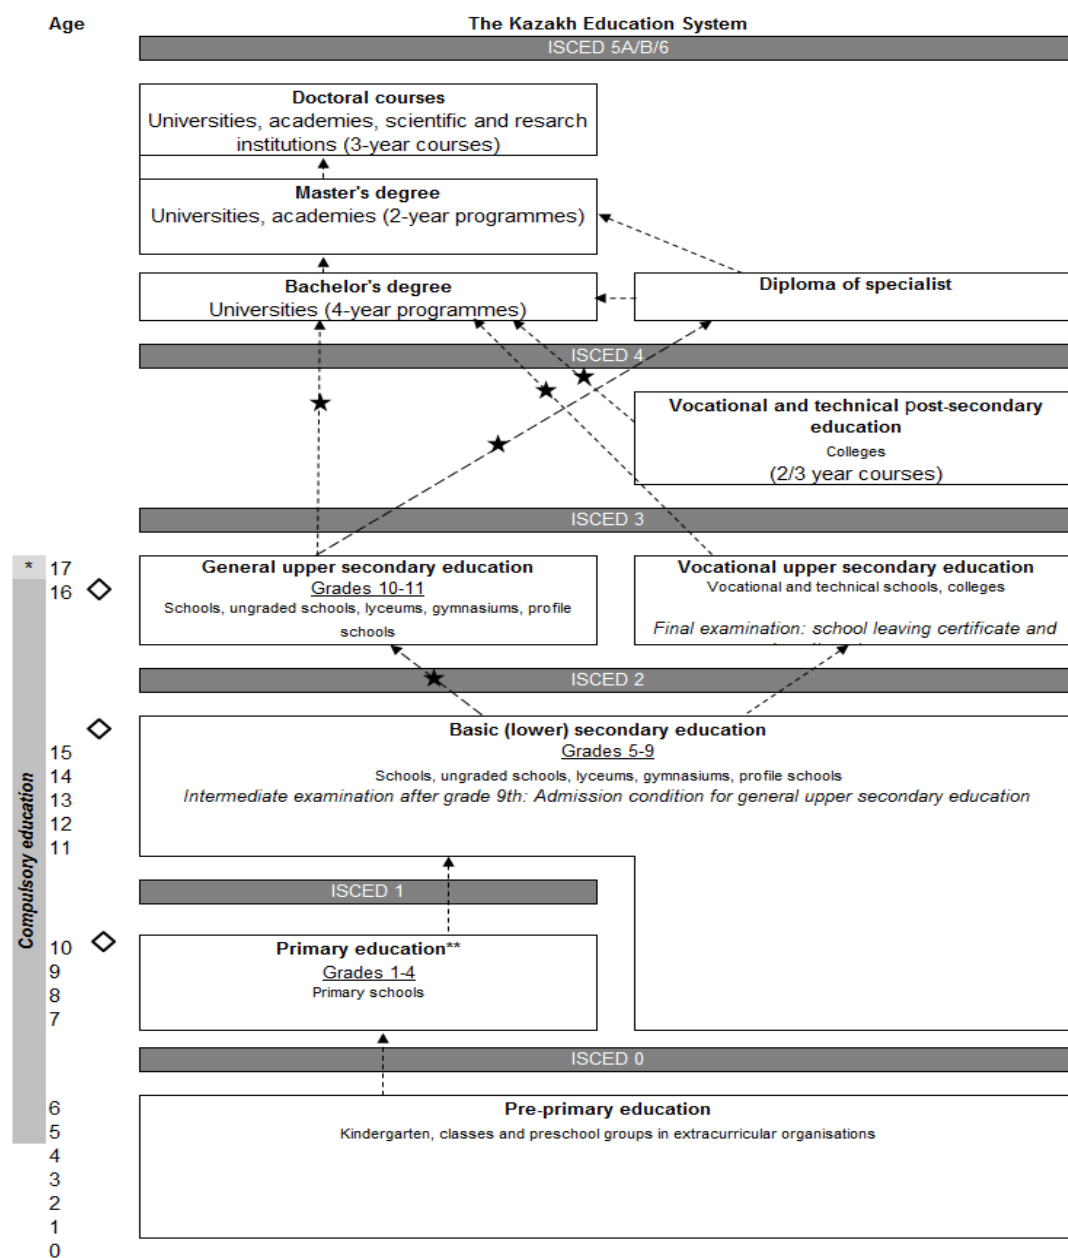 Age
The Kazakh Education System
ISCED 5A/B/6
Doctoral courses
Universities, academies, scientific and resarch
institutions (3-year courses)
Master's degree
Universities, academies (2-year programmes)
Bachelor's degree
Universities (4-year programmes)
Diploma of specialist
ISCED 4
Vocational and technical post-secondary
education
Colleges
(2/3 year courses)
ISCED 3
*
17
16
General upper secondary education
Grades 10-11
Schools, ungraded schools, lyceums, gymnasiums, profile
schools
Vocational upper secondary education
Vocational and technical schools, colleges
Final examination: school leaving certificate and
ISCED 2
Compulsory education
15
14
13
12
11
Basic (lower) secondary education
Grades 5-9
Schools, ungraded schools, lyceums, gymnasiums, profile schools
Intermediate examination after grade 9th: Admission condition for general upper secondary education
ISCED 1
10
9
8
7
Primary education**
Grades 1-4
Primary schools
ISCED 0
6
5
4
3
2
1
0
Pre-primary education
Kindergarten, classes and preschool groups in extracurricular organisations